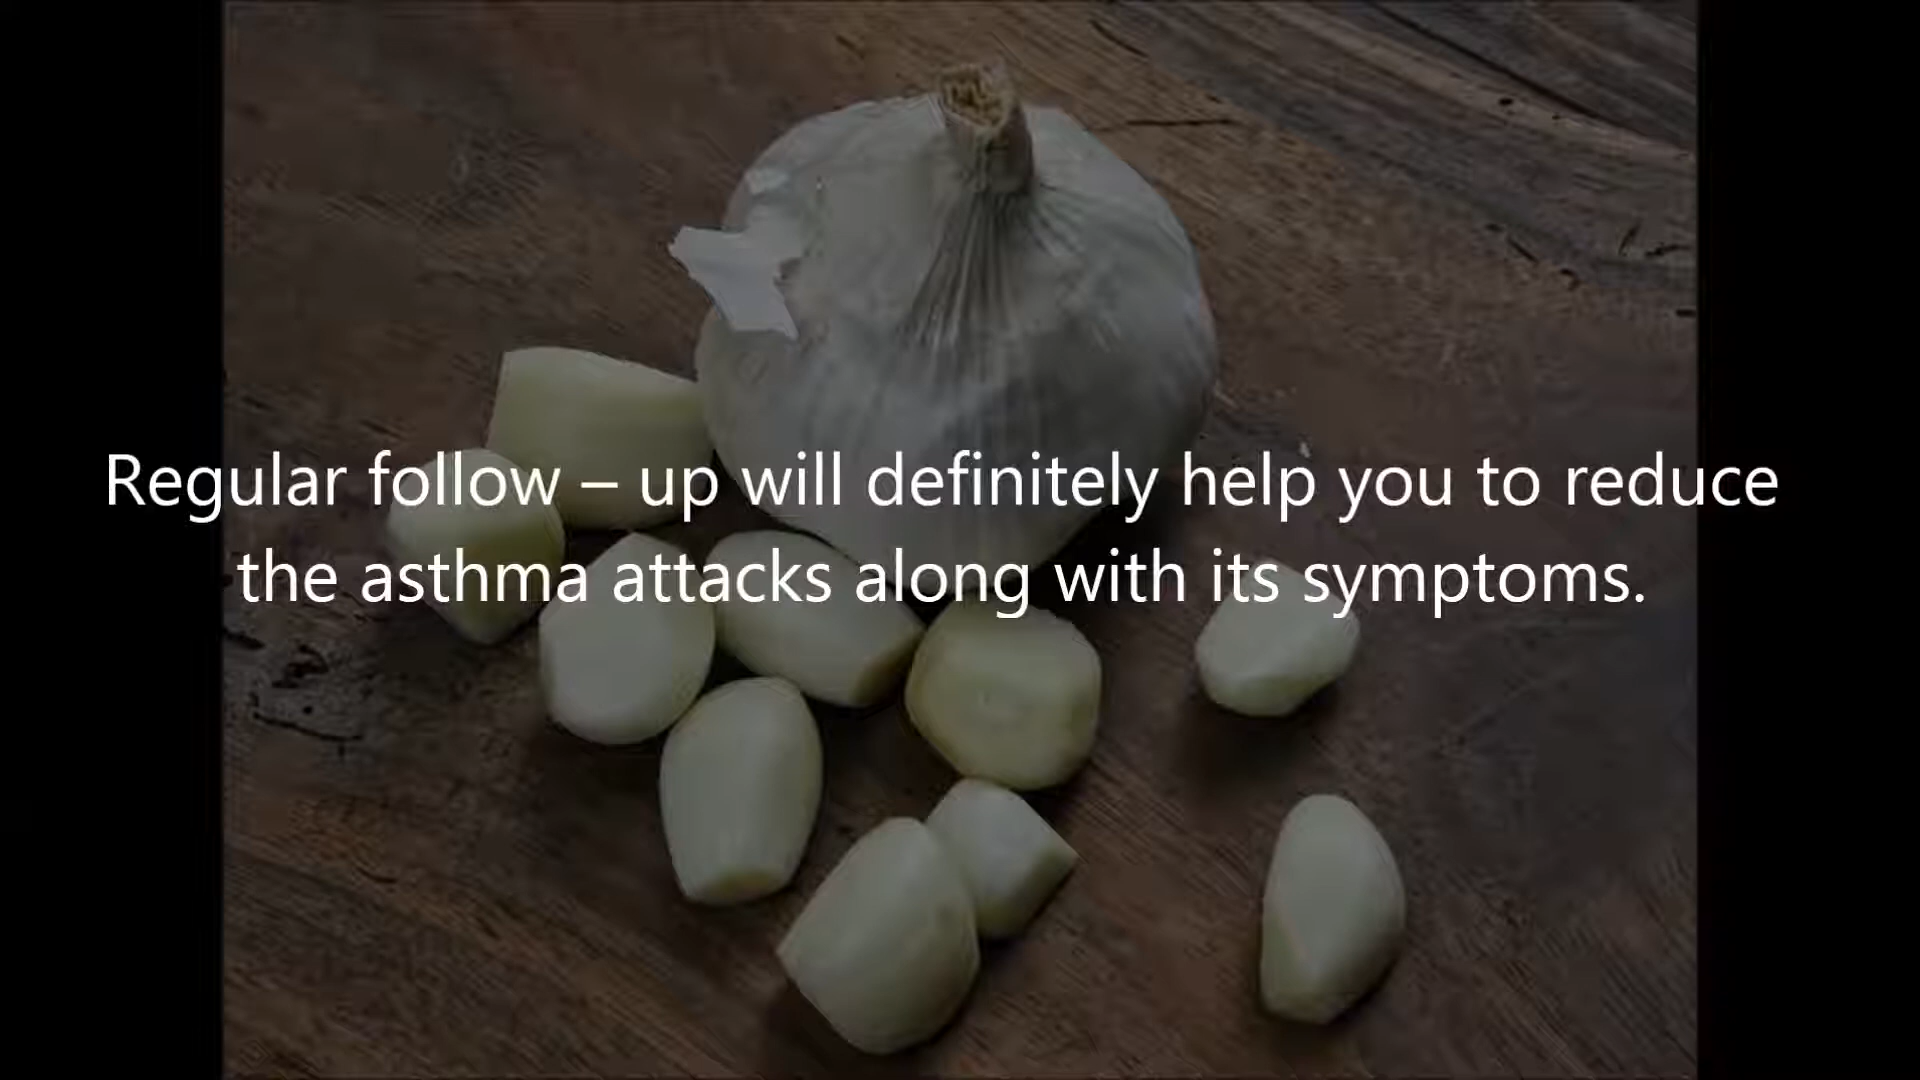 Regular follow – up will definitely help you to reduce
the asthma attacks along with its symptoms.